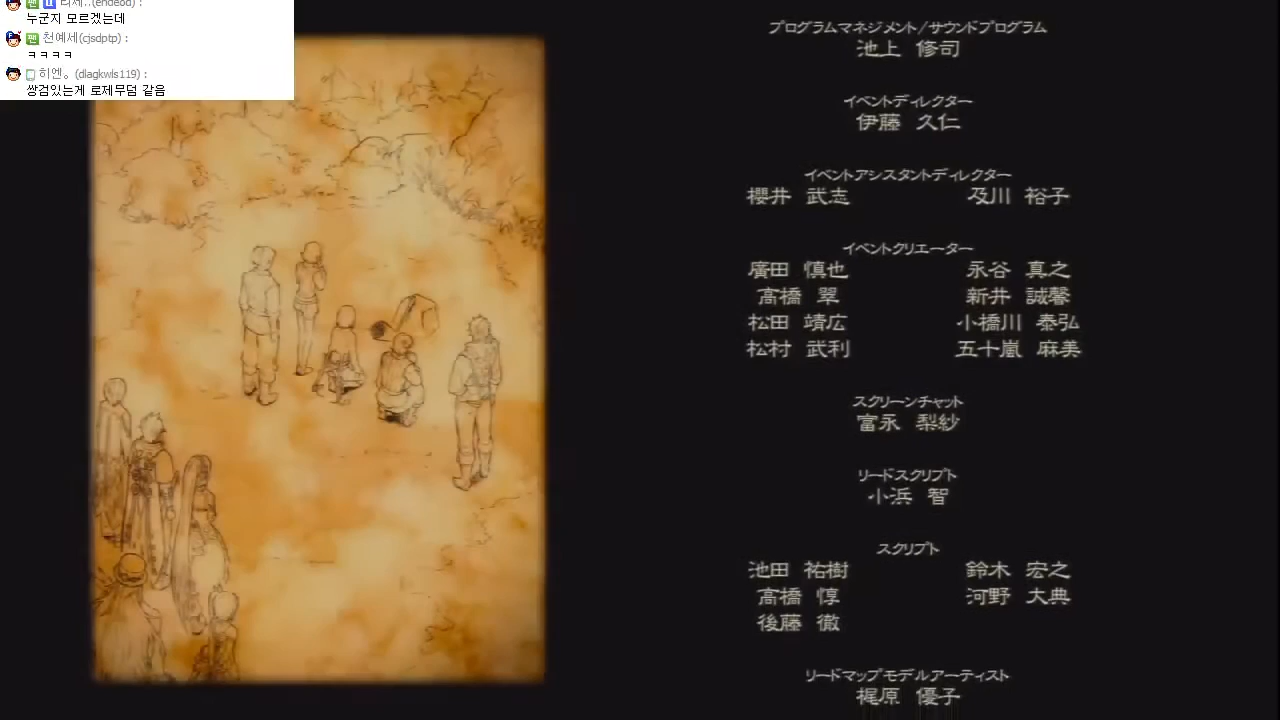 누군지 모르겠는데
천예세(cjsdptp) :
ㅋㅋㅋㅋ
히엔。(dlagkwls119) :
쌍검있는게 로제무덤 같음
プログラムマネジメント/サウンドプログラム
池上 修司
イベントディレクター
伊藤 久仁
イベントアシスタントディレクター
櫻井 武志 及川 裕子
イベントクリエーター
廣田 慎也 永谷 真之
高橋 翠 新井 誠馨
松田 靖広 小橋川 泰弘
松村 武利 五十嵐 麻美
スクリーンチャット
富永 梨紗
リードスクリプト
小浜 智
スクリプト
池田 祐樹 鈴木 宏之
高橋 惇 河野 大典
後藤 徹
リードマップモデルアーティスト
梶原 優子